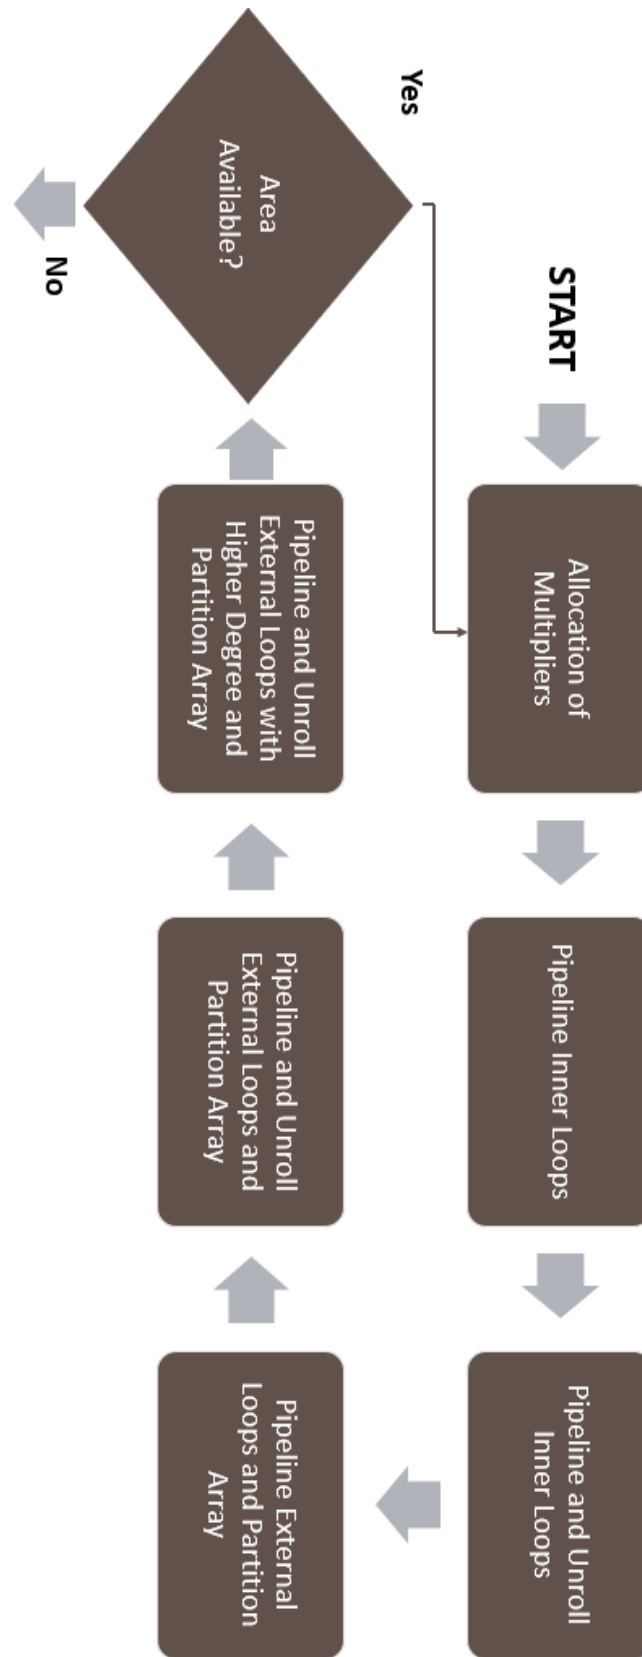 START
Allocation of
Multipliers
Pipeline Inner Loops
Pipeline and Unroll
Inner Loops
Pipeline External
Loops and Partition
Array
Pipeline and Unroll
External Loops and
Partition Array
Pipeline and Unroll
External Loops with
Higher Degree and
Partition Array
Area
Available?
Yes
No